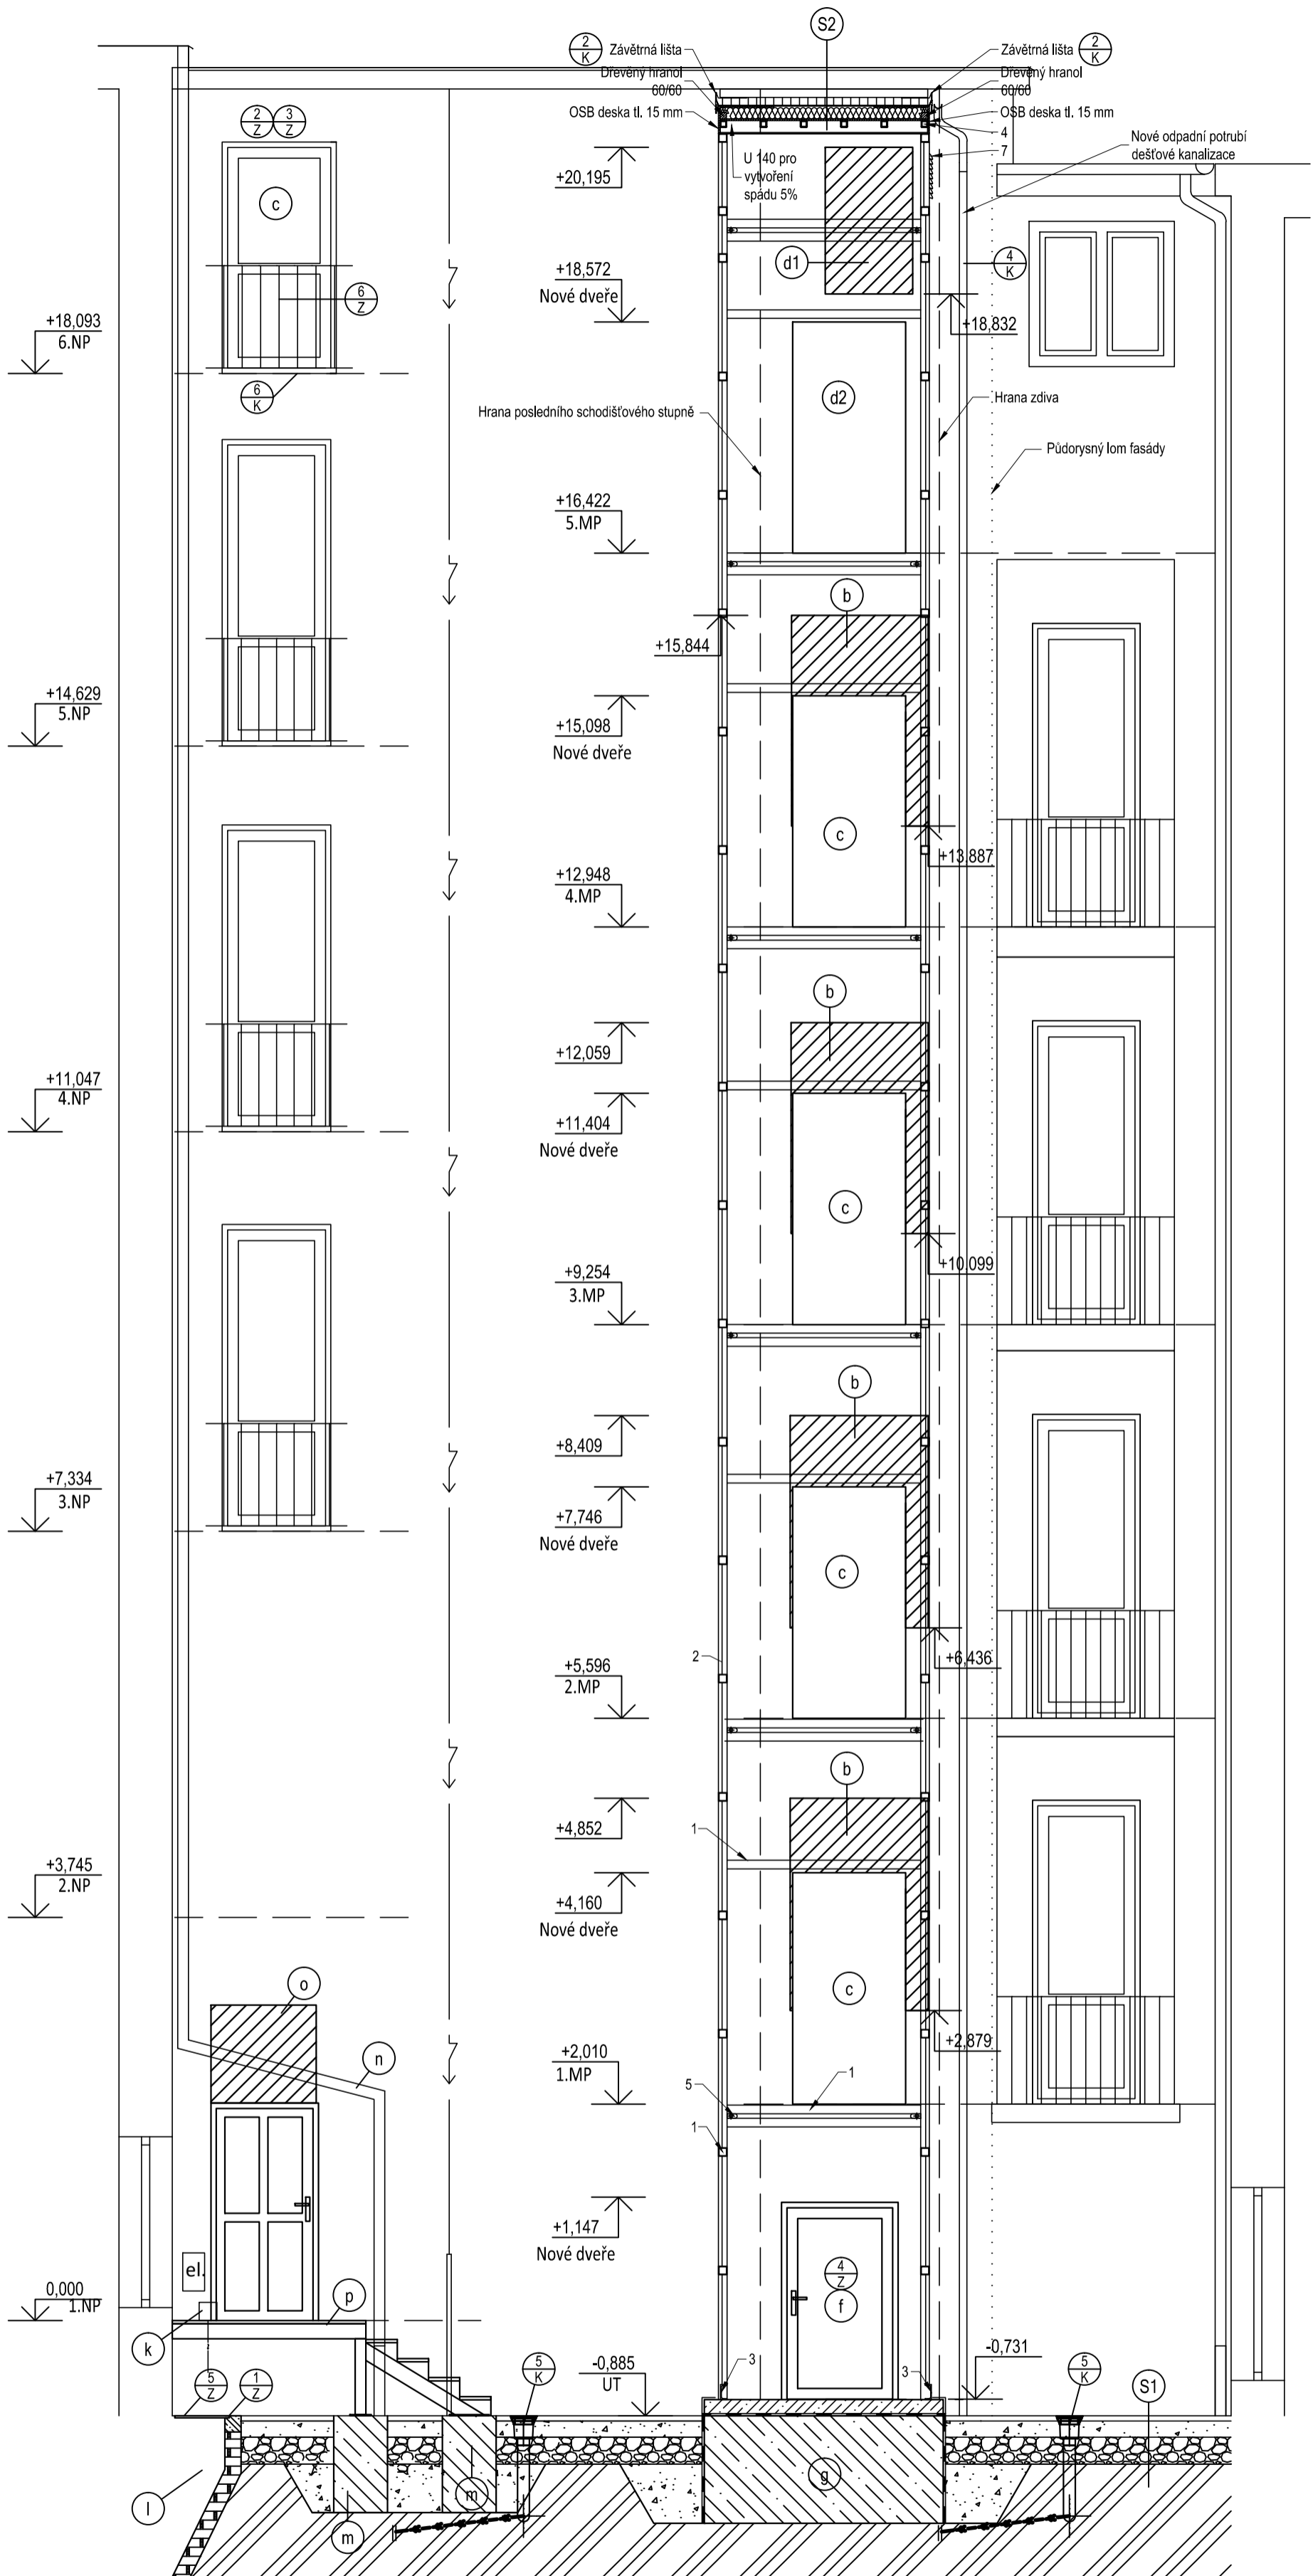 S2
2
K
Závětrná lišta
Dřevěný hranol
60/60
OSB deska tl. 15 mm
Závětrná lišta
2
K
Dřevěný hranol
60/60
OSB deska tl. 15 mm
4
7
Nové odpadní potrubí
dešťové kanalizace
2
Z
3
Z
c
6
Z
6
K
U 140 pro
vytvoření
spádu 5%
+20,195
d1
4
K
+18,572
Nové dveře
+18,832
+18,093
6.NP
d2
Hrana posledního schodišťového stupně
Hrana zdiva
Půdorysný lom fasády
+16,422
5.MP
b
+15,844
+14,629
5.NP
+15,098
Nové dveře
c
+13,887
+12,948
4.MP
b
+12,059
+11,047
4.NP
+11,404
Nové dveře
c
+10,099
+9,254
3.MP
b
+8,409
+7,334
3.NP
+7,746
Nové dveře
c
2
+6,436
+5,596
2.MP
b
+4,852
1
+3,745
2.NP
+4,160
Nové dveře
c
o
n
+2,879
+2,010
1.MP
5
1
1
+1,147
Nové dveře
el.
4
Z
f
0,000
1.NP
p
k
5
Z
1
Z
5
K
-0,885
UT
3
3
-0,731
5
K
S1
l
m
m
g